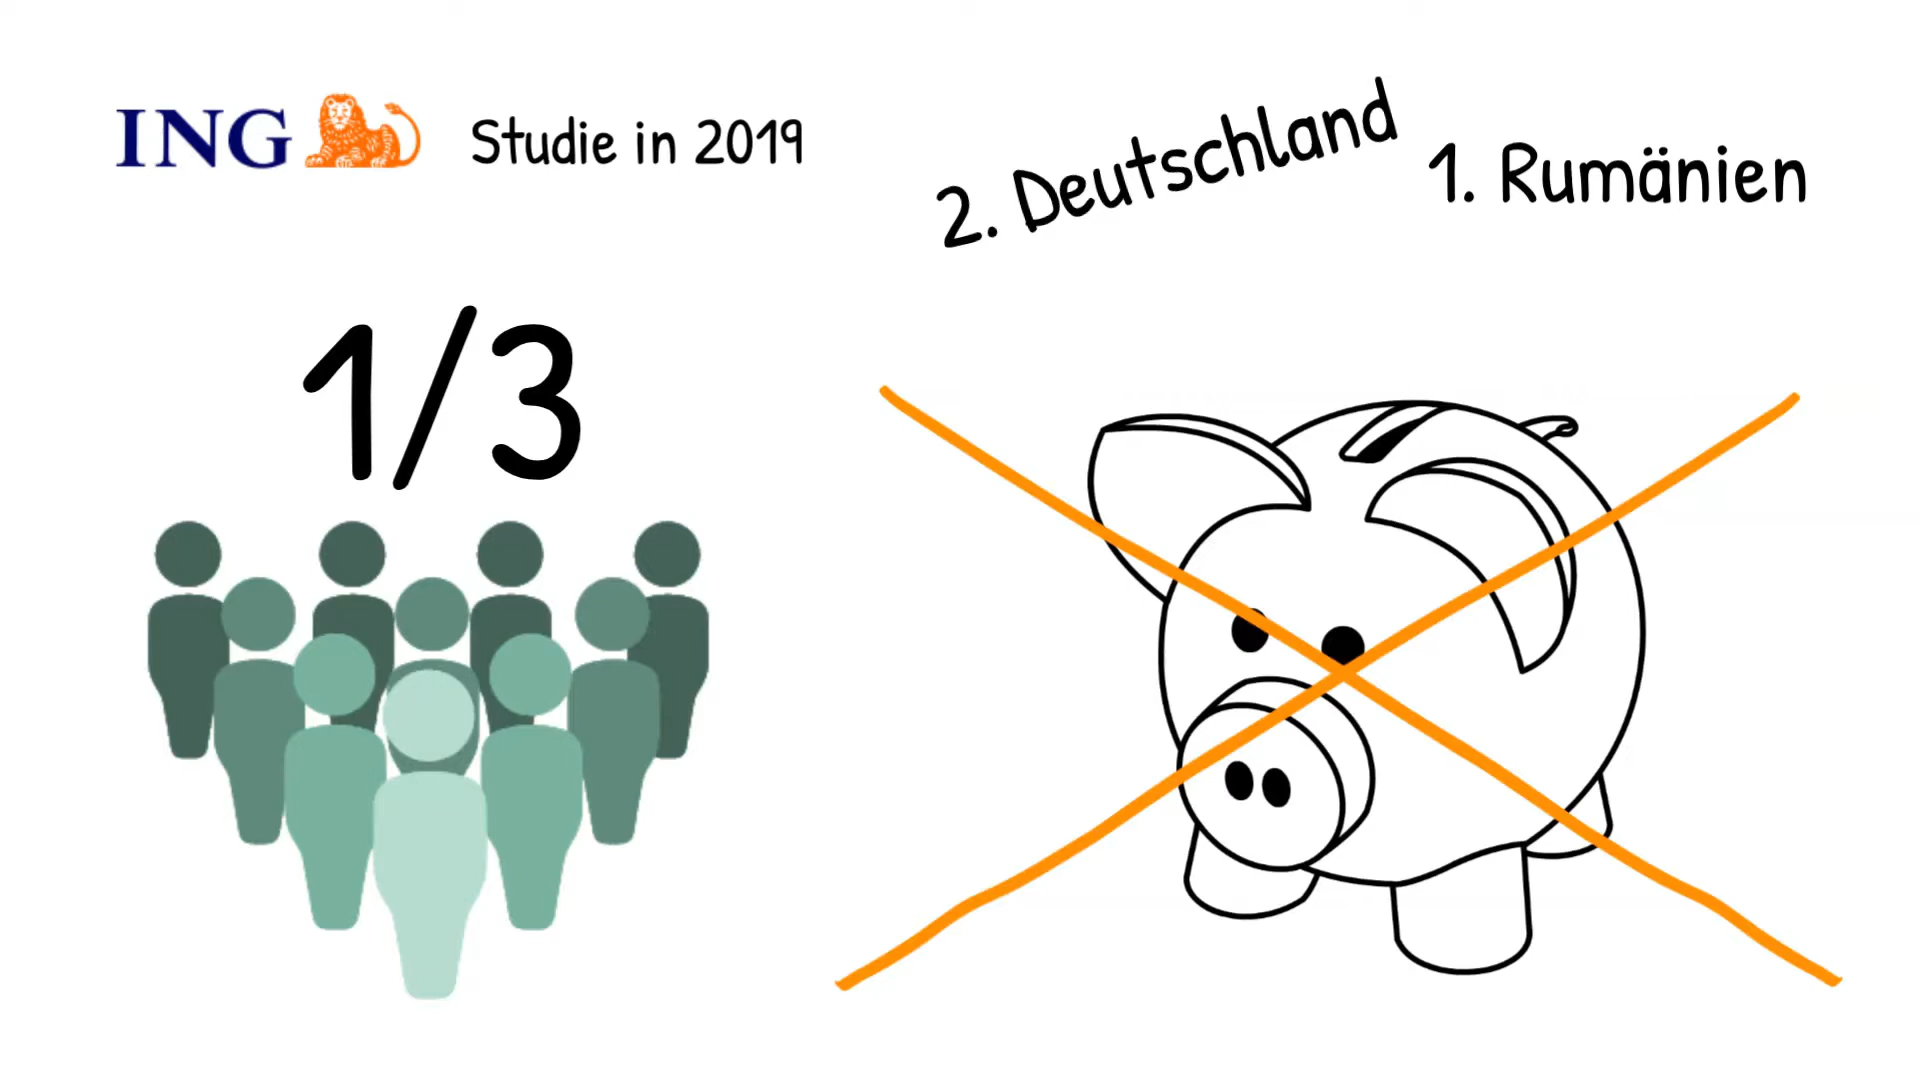 ING
Studie in 2019
2. Deutschland
1. Rumänien
1/3